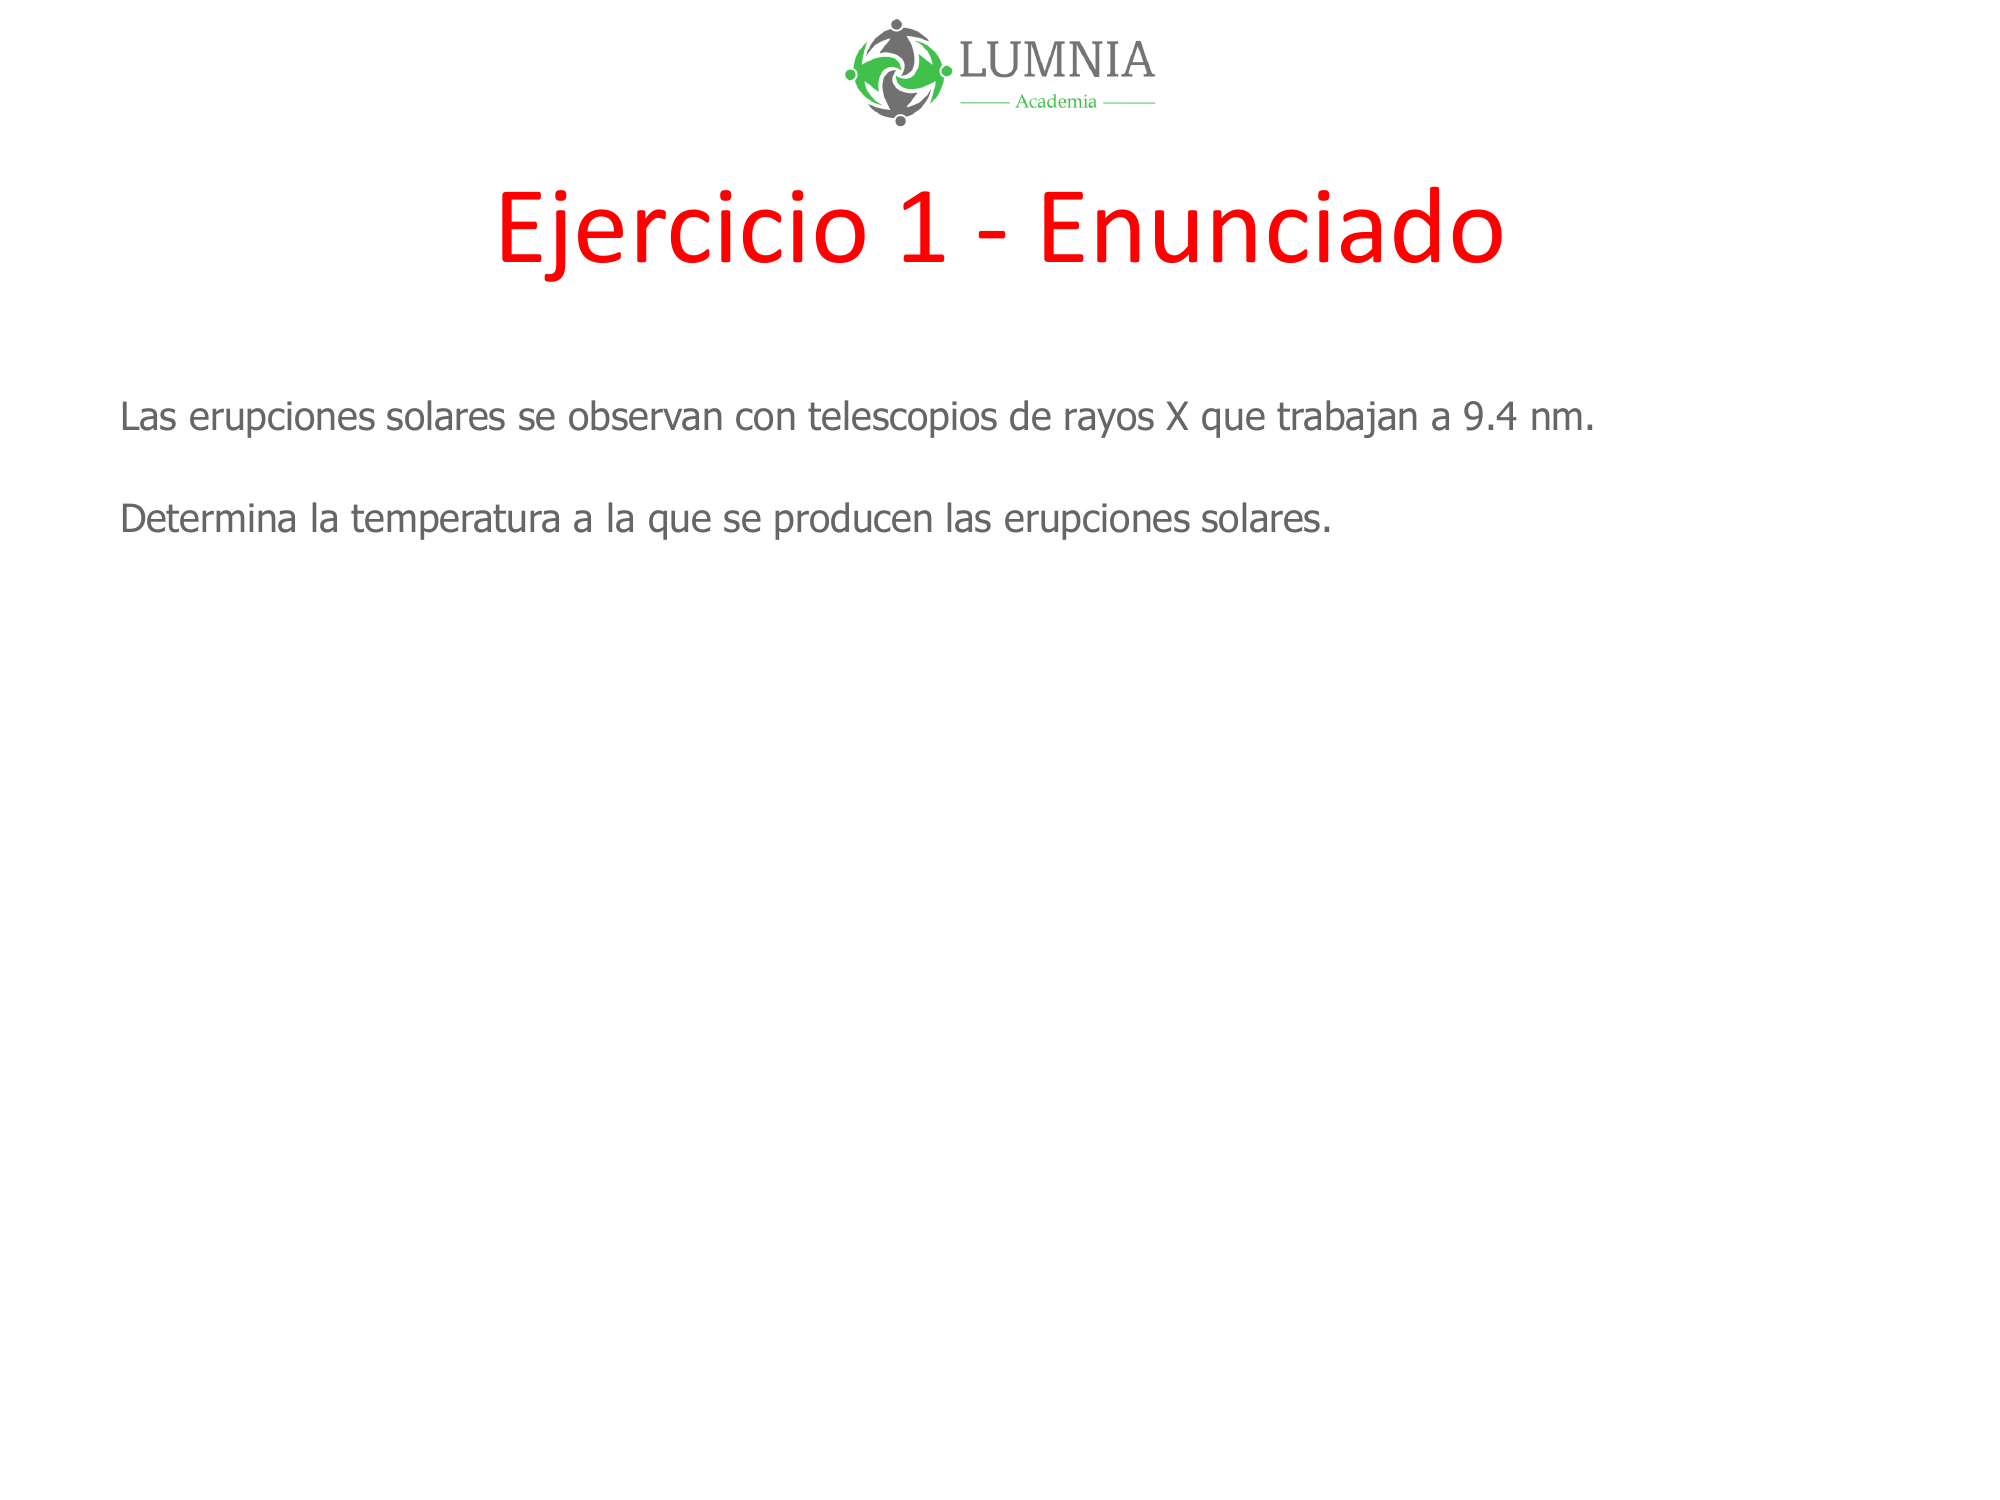 LUMNIA
Academia
Ejercicio 1 - Enunciado
Las erupciones solares se observan con telescopios de rayos X que trabajan a 9.4 nm.
Determina la temperatura a la que se producen las erupciones solares.